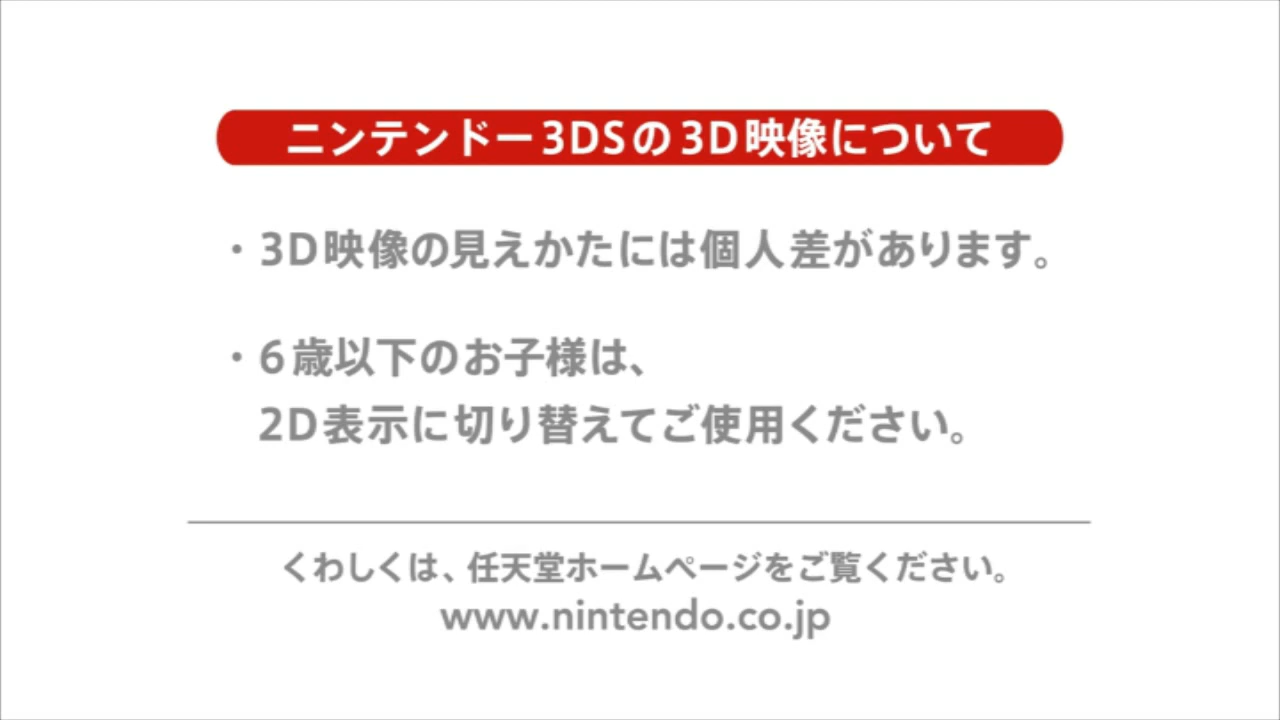 ニンテンドー3DSの3D映像について
・3D映像の見えかたには個人差があります。
・6歳以下のお子様は、
2D表示に切り替えてご使用ください。
くわしくは、任天堂ホームページをご覧ください。
www.nintendo.co.jp